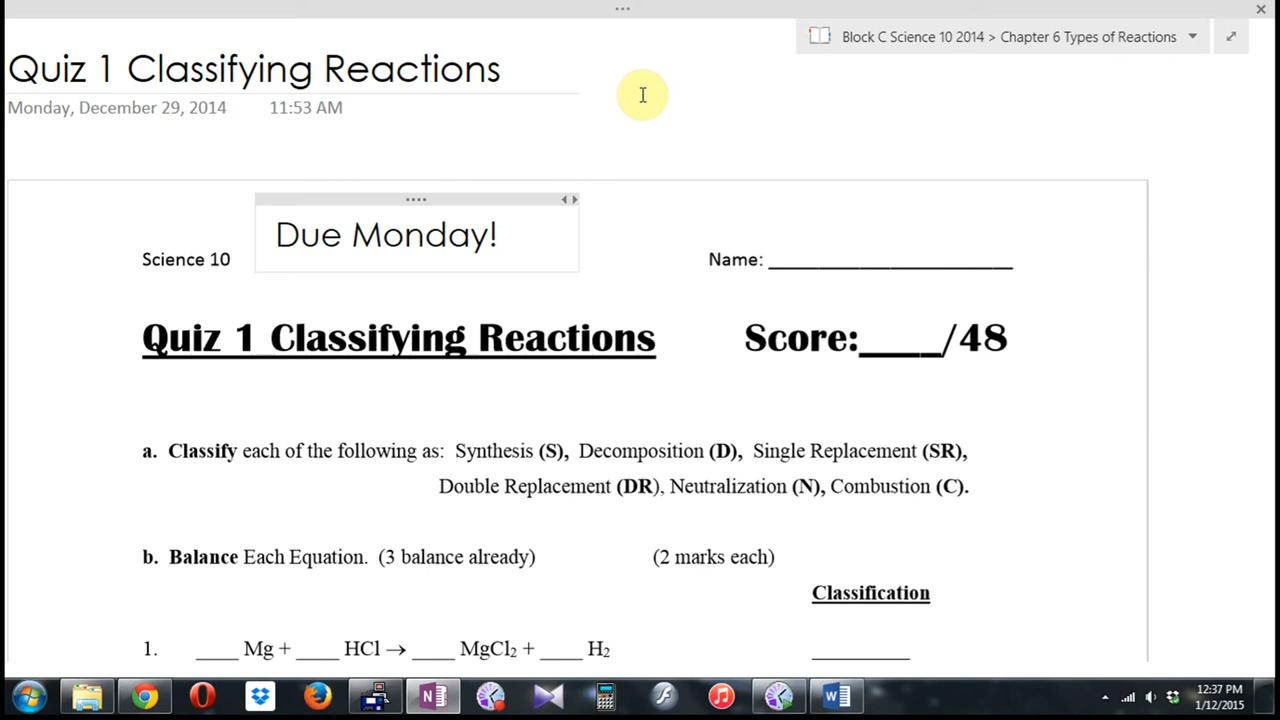 Block C Science 10 2014 > Chapter 6 Types of Reactions
Quiz 1 Classifying Reactions
Monday, December 29, 2014 11:53 AM
Due Monday!
Science 10 Name: ____________________
Quiz 1 Classifying Reactions Score:____/48
a. Classify each of the following as: Synthesis (S), Decomposition (D), Single Replacement (SR),
Double Replacement (DR), Neutralization (N), Combustion (C).
b. Balance Each Equation. (3 balance already) (2 marks each)
Classification
1. ____ Mg + ____ HCl → ____ MgCl₂ + ____ H₂ _________
12:37 PM
1/12/2015